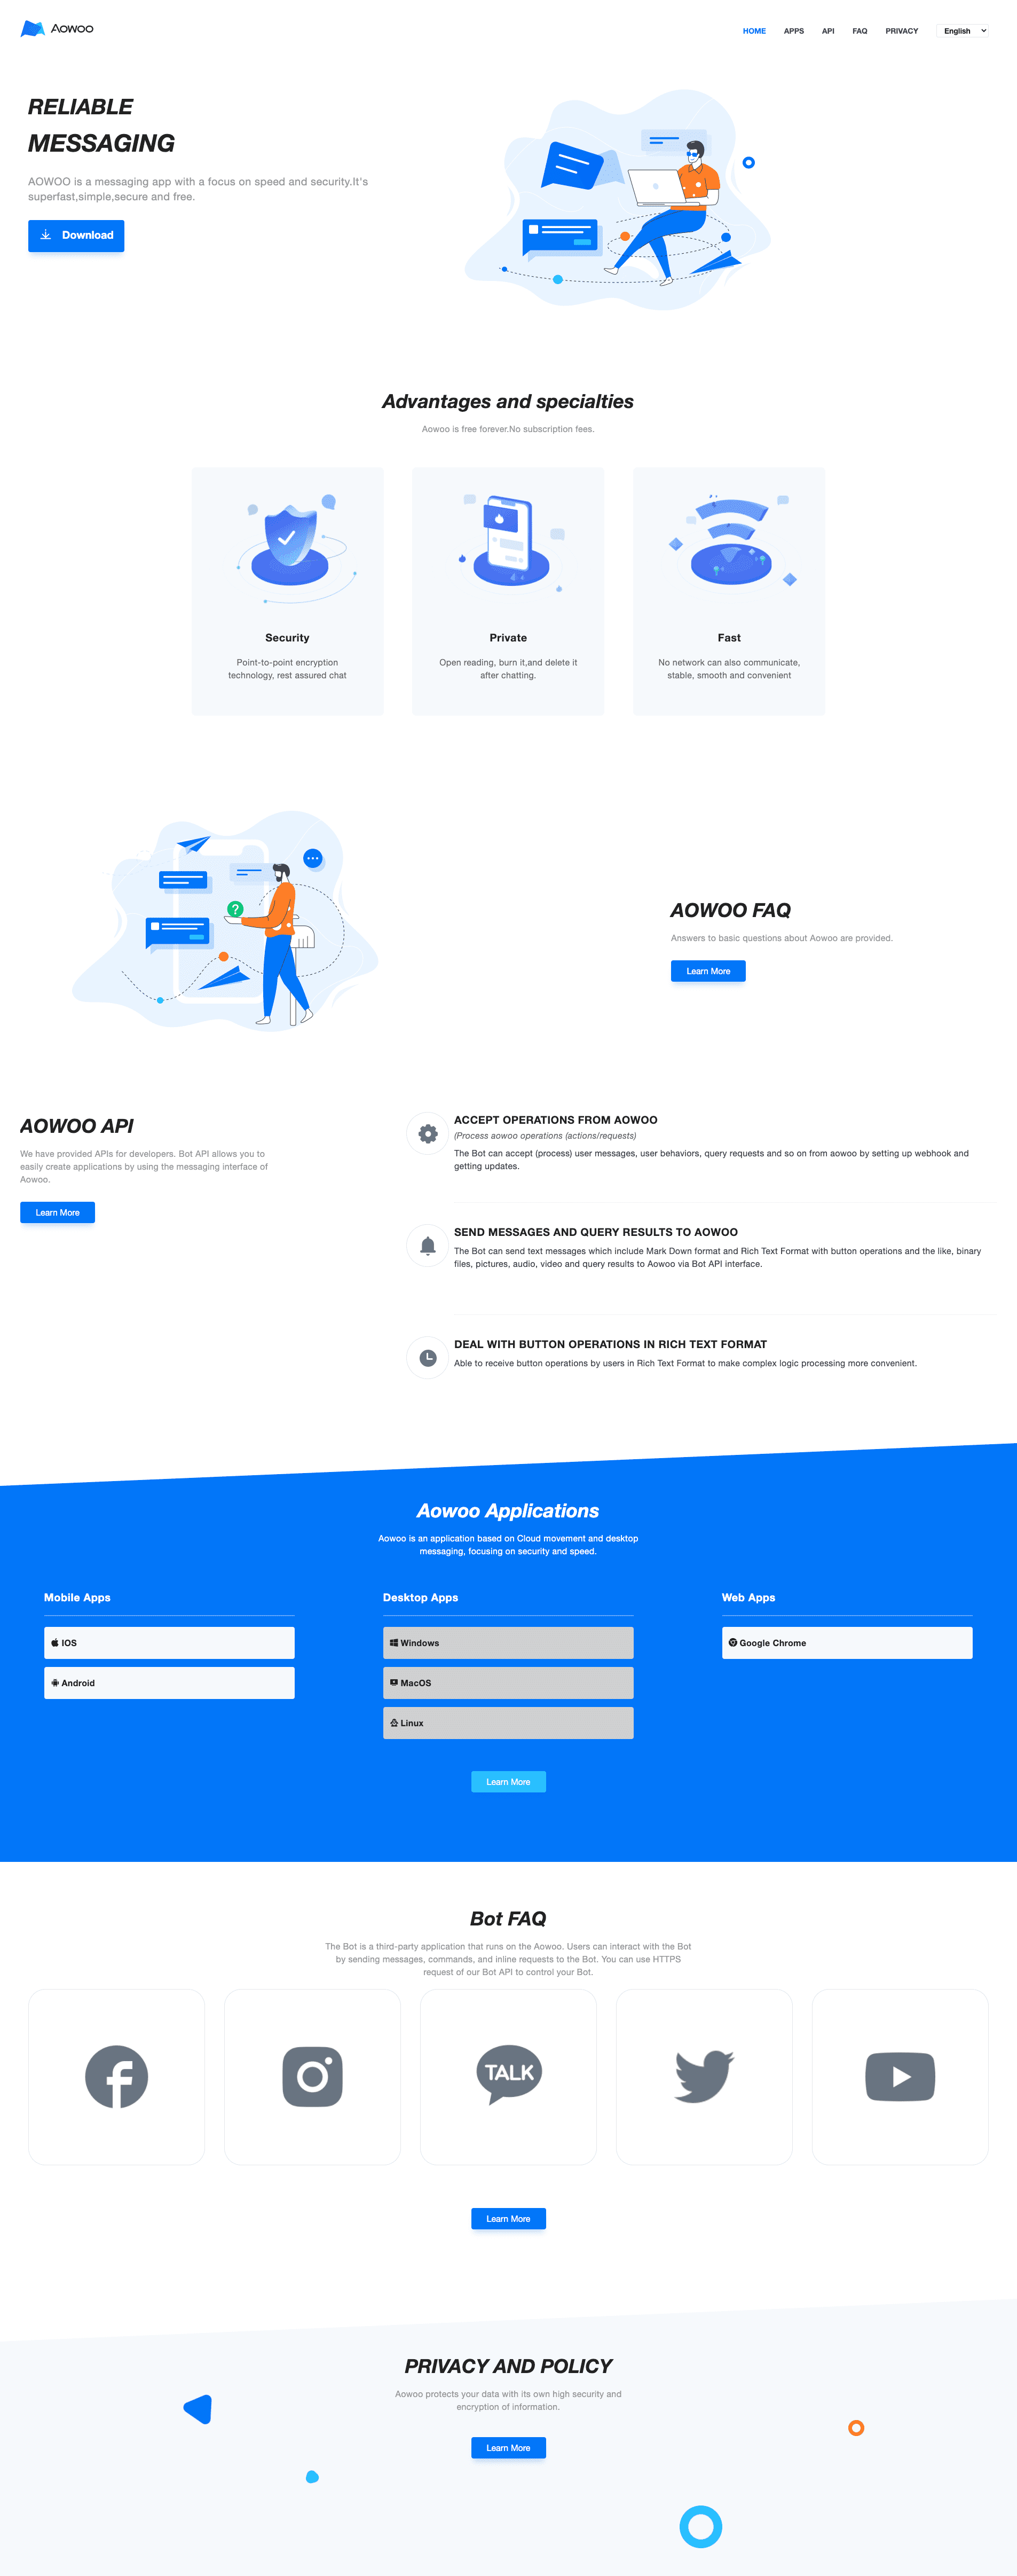 Aowoo
HOME APPS API FAQ PRIVACY English
RELIABLE
MESSAGING
AOWOO is a messaging app with a focus on speed and security.It's
superfast,simple,secure and free.
Download
Advantages and specialties
Aowoo is free forever.No subscription fees.
Security
Point-to-point encryption
technology, rest assured chat
Private
Open reading, burn it,and delete it
after chatting.
Fast
No network can also communicate,
stable, smooth and convenient
?
AOWOO FAQ
Answers to basic questions about Aowoo are provided.
Learn More
AOWOO API
We have provided APIs for developers. Bot API allows you to
easily create applications by using the messaging interface of
Aowoo.
Learn More
ACCEPT OPERATIONS FROM AOWOO
(Process aowoo operations (actions/requests)
The Bot can accept (process) user messages, user behaviors, query requests and so on from aowoo by setting up webhook and
getting updates.
SEND MESSAGES AND QUERY RESULTS TO AOWOO
The Bot can send text messages which include Mark Down format and Rich Text Format with button operations and the like, binary
files, pictures, audio, video and query results to Aowoo via Bot API interface.
DEAL WITH BUTTON OPERATIONS IN RICH TEXT FORMAT
Able to receive button operations by users in Rich Text Format to make complex logic processing more convenient.
Aowoo Applications
Aowoo is an application based on Cloud movement and desktop
messaging, focusing on security and speed.
Mobile Apps
IOS
Android
Desktop Apps
Windows
MacOS
Linux
Web Apps
Google Chrome
Learn More
Bot FAQ
The Bot is a third-party application that runs on the Aowoo. Users can interact with the Bot
by sending messages, commands, and inline requests to the Bot. You can use HTTPS
request of our Bot API to control your Bot.
TALK
Learn More
PRIVACY AND POLICY
Aowoo protects your data with its own high security and
encryption of information.
Learn More